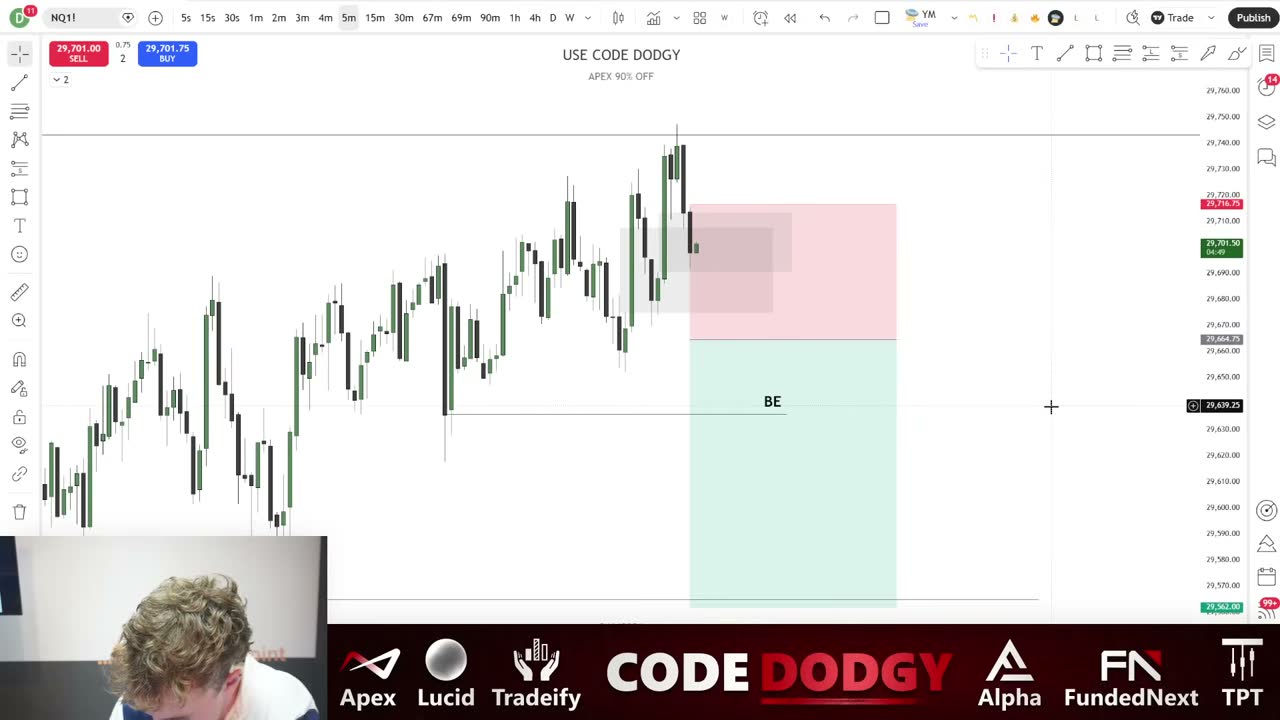 D 11 NQ1! 5s 15s 30s 1m 2m 3m 4m 5m 15m 30m 67m 69m 90m 1h 4h D W YM Save W L L Trade Publish
29,701.00 SELL 0.75 2 29,701.75 BUY
2
USE CODE DODGY
APEX 90% OFF
T L S
S
T
14
99+
29,760.00
29,750.00
29,740.00
29,730.00
29,720.00
29,716.75
29,710.00
29,701.50
04:49
29,690.00
29,680.00
29,670.00
29,664.75
29,660.00
29,650.00
29,639.25
29,630.00
29,620.00
29,610.00
29,600.00
29,590.00
29,580.00
29,570.00
29,562.00
BE
CODE DODGY
Apex Lucid Tradeify Alpha FN FundedNext TPT